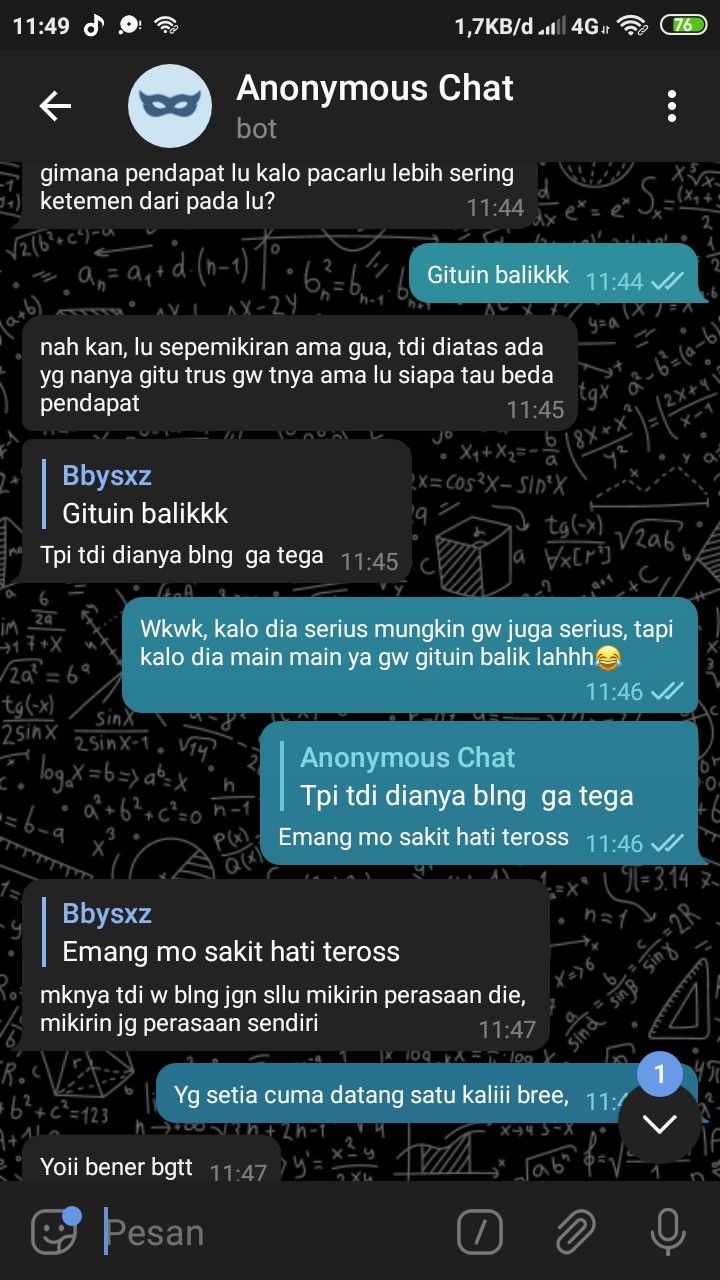 11:49
1,7KB/d
4G
76
Anonymous Chat
bot
gimana pendapat lu kalo pacarlu lebih sering
ketemen dari pada lu?
11:44
Gituin balikkk 11:44
nah kan, lu sepemikiran ama gua, tdi diatas ada
yg nanya gitu trus gw tnya ama lu siapa tau beda
pendapat
11:45
Bbysxz
Gituin balikkk
Tpi tdi dianya blng ga tega 11:45
Wkwk, kalo dia serius mungkin gw juga serius, tapi
kalo dia main main ya gw gituin balik lahhh😂
11:46
Anonymous Chat
Tpi tdi dianya blng ga tega
Emang mo sakit hati teross 11:46
Bbysxz
Emang mo sakit hati teross
mknya tdi w blng jgn sllu mikirin perasaan die,
mikirin jg perasaan sendiri
11:47
Yg setia cuma datang satu kaliii bree,
1
Yoii bener bgtt 11:47
Pesan